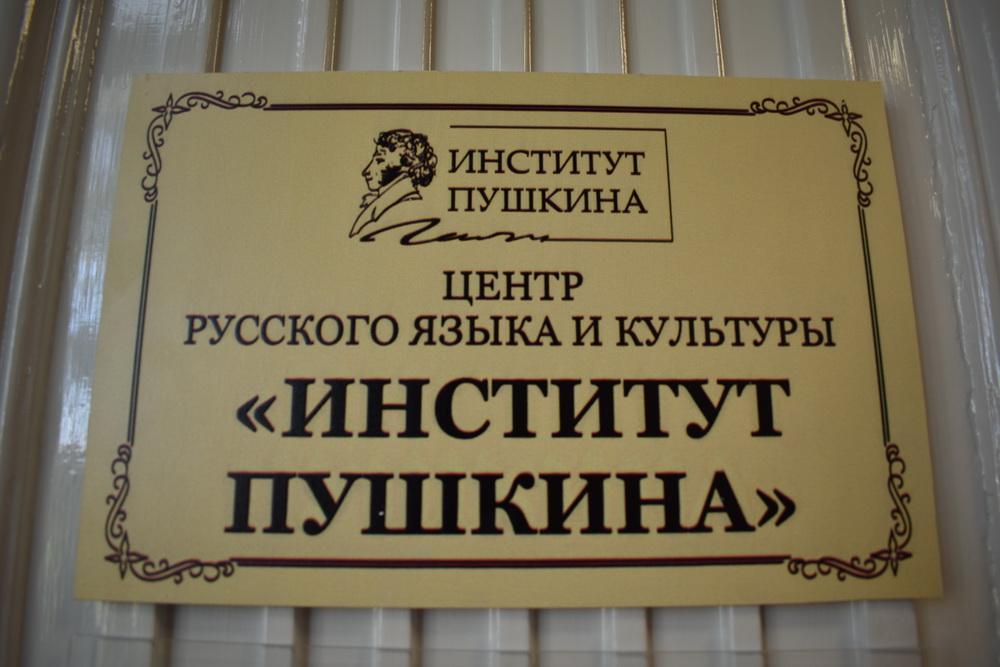 ИНСТИТУТ
ПУШКИНА
ЦЕНТР
РУССКОГО ЯЗЫКА И КУЛЬТУРЫ
«ИНСТИТУТ
ПУШКИНА»